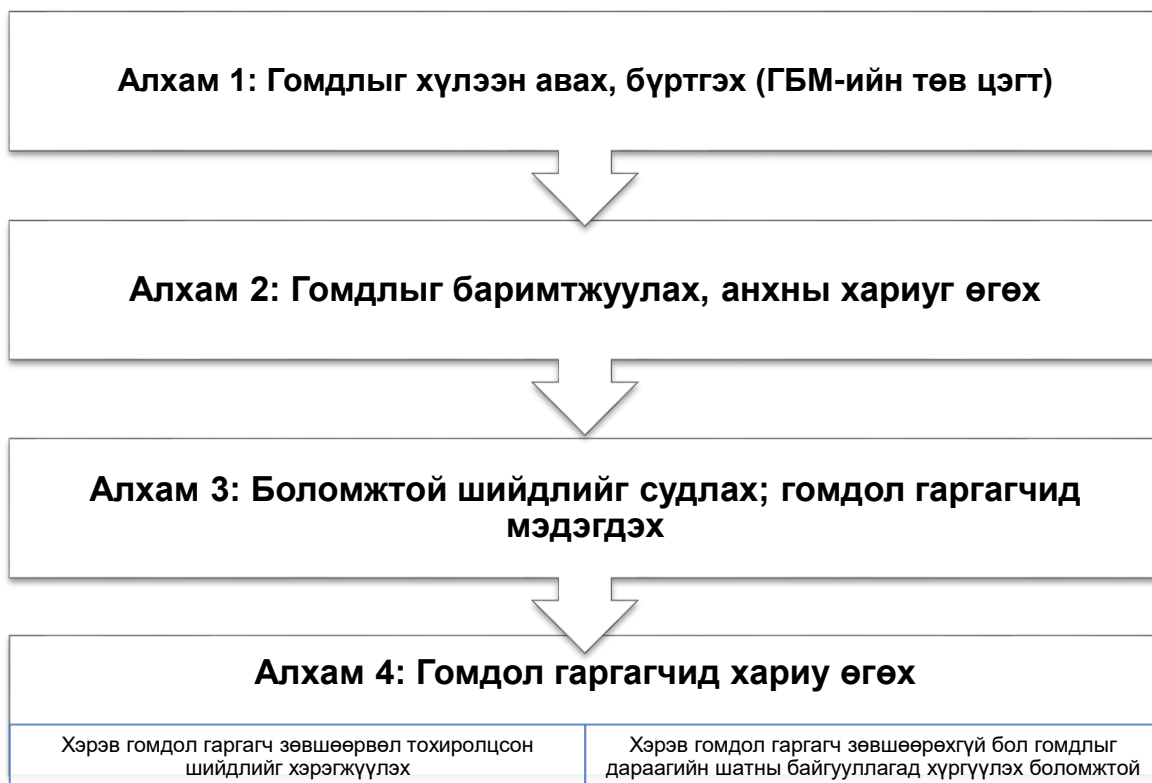 Алхам 1: Гомдлыг хүлээн авах, бүртгэх (ГБМ-ийн төв цэгт)
Алхам 2: Гомдлыг баримтжуулах, анхны хариуг өгөх
Алхам 3: Боломжтой шийдлийг судлах; гомдол гаргагчид
мэдэгдэх
Алхам 4: Гомдол гаргагчид хариу өгөх
Хэрэв гомдол гаргагч зөвшөөрвөл тохиролцсон
шийдлийг хэрэгжүүлэх
Хэрэв гомдол гаргагч зөвшөөрөхгүй бол гомдлыг
дараагийн шатны байгууллагад хүргүүлэх боломжтой